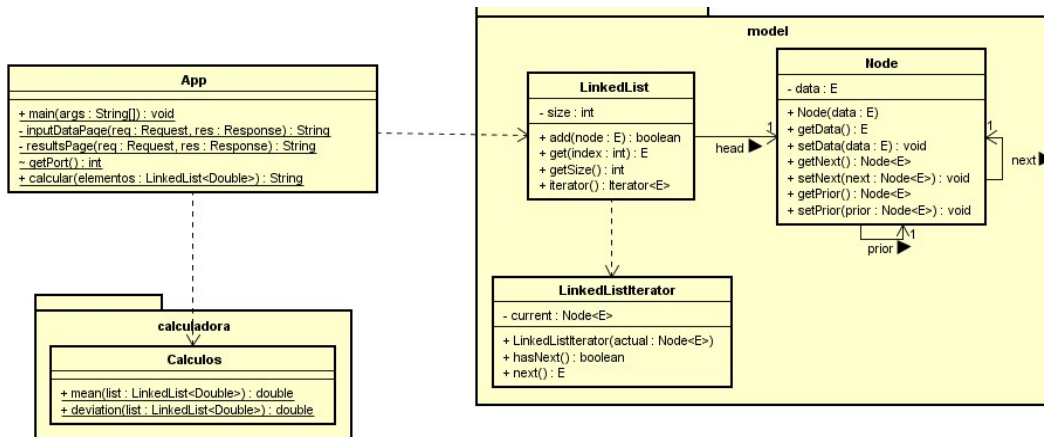 App
+ main(args : String[]) : void
- inputDataPage(req : Request, res : Response) : String
- resultsPage(req : Request, res : Response) : String
~ getPort() : int
+ calcular(elementos : LinkedList<Double>) : String
calculadora
Calculos
+ mean(list : LinkedList<Double>) : double
+ deviation(list : LinkedList<Double>) : double
model
LinkedList
- size : int
+ add(node : E) : boolean
+ get(index : int) : E
+ getSize() : int
+ iterator() : Iterator<E>
1
head
Node
- data : E
+ Node(data : E)
+ getData() : E
+ setData(data : E) : void
+ getNext() : Node<E>
+ setNext(next : Node<E>) : void
+ getPrior() : Node<E>
+ setPrior(prior : Node<E>) : void
1
next
1
prior
LinkedListIterator
- current : Node<E>
+ LinkedListIterator(actual : Node<E>)
+ hasNext() : boolean
+ next() : E